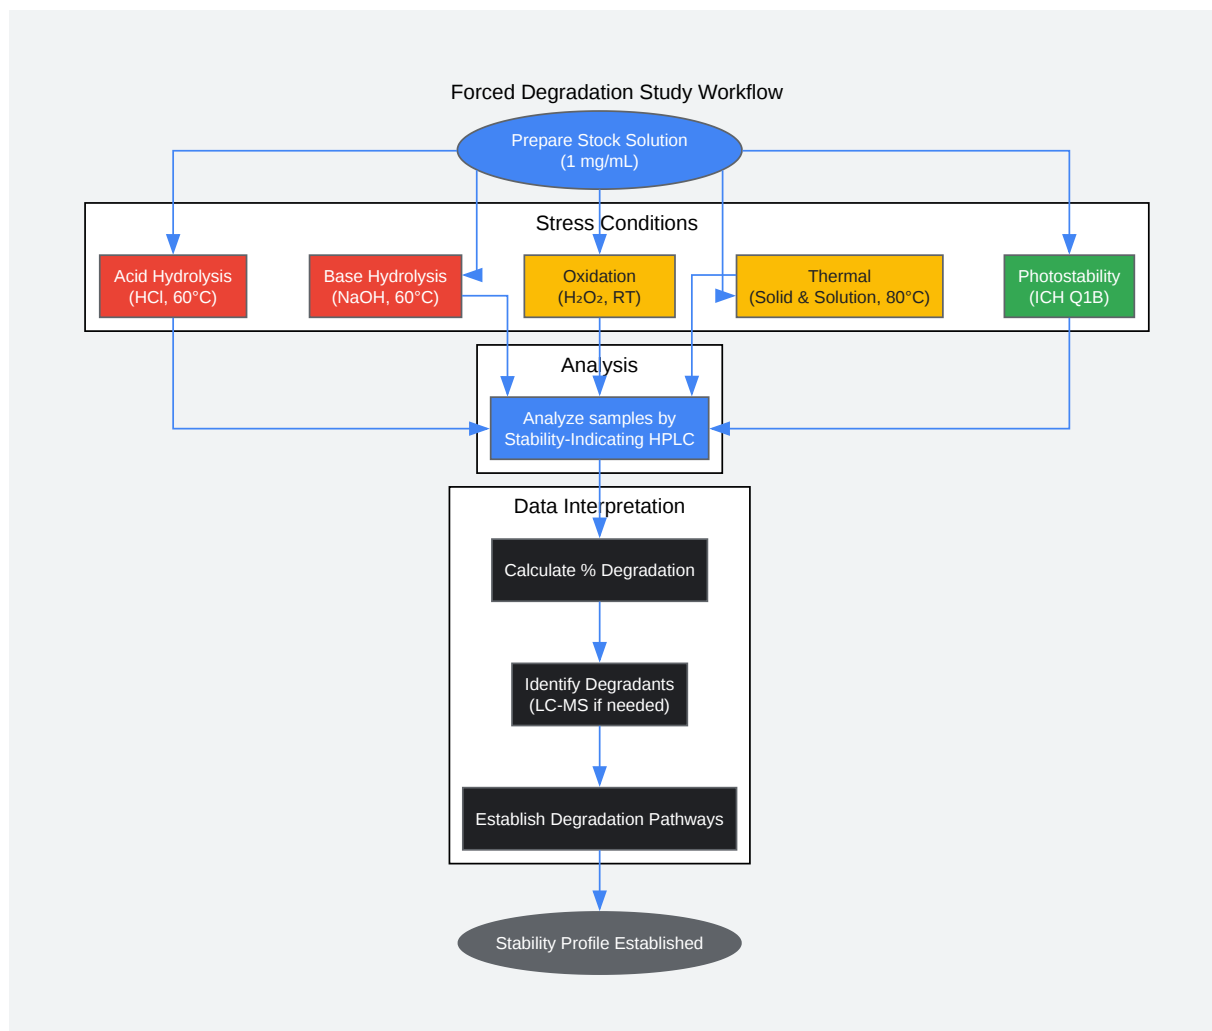 Forced Degradation Study Workflow
Prepare Stock Solution
(1 mg/mL)
Stress Conditions
Acid Hydrolysis
(HCl, 60°C)
Base Hydrolysis
(NaOH, 60°C)
Oxidation
(H₂O₂, RT)
Thermal
(Solid & Solution, 80°C)
Photostability
(ICH Q1B)
Analysis
Analyze samples by
Stability-Indicating HPLC
Data Interpretation
Calculate % Degradation
Identify Degradants
(LC-MS if needed)
Establish Degradation Pathways
Stability Profile Established